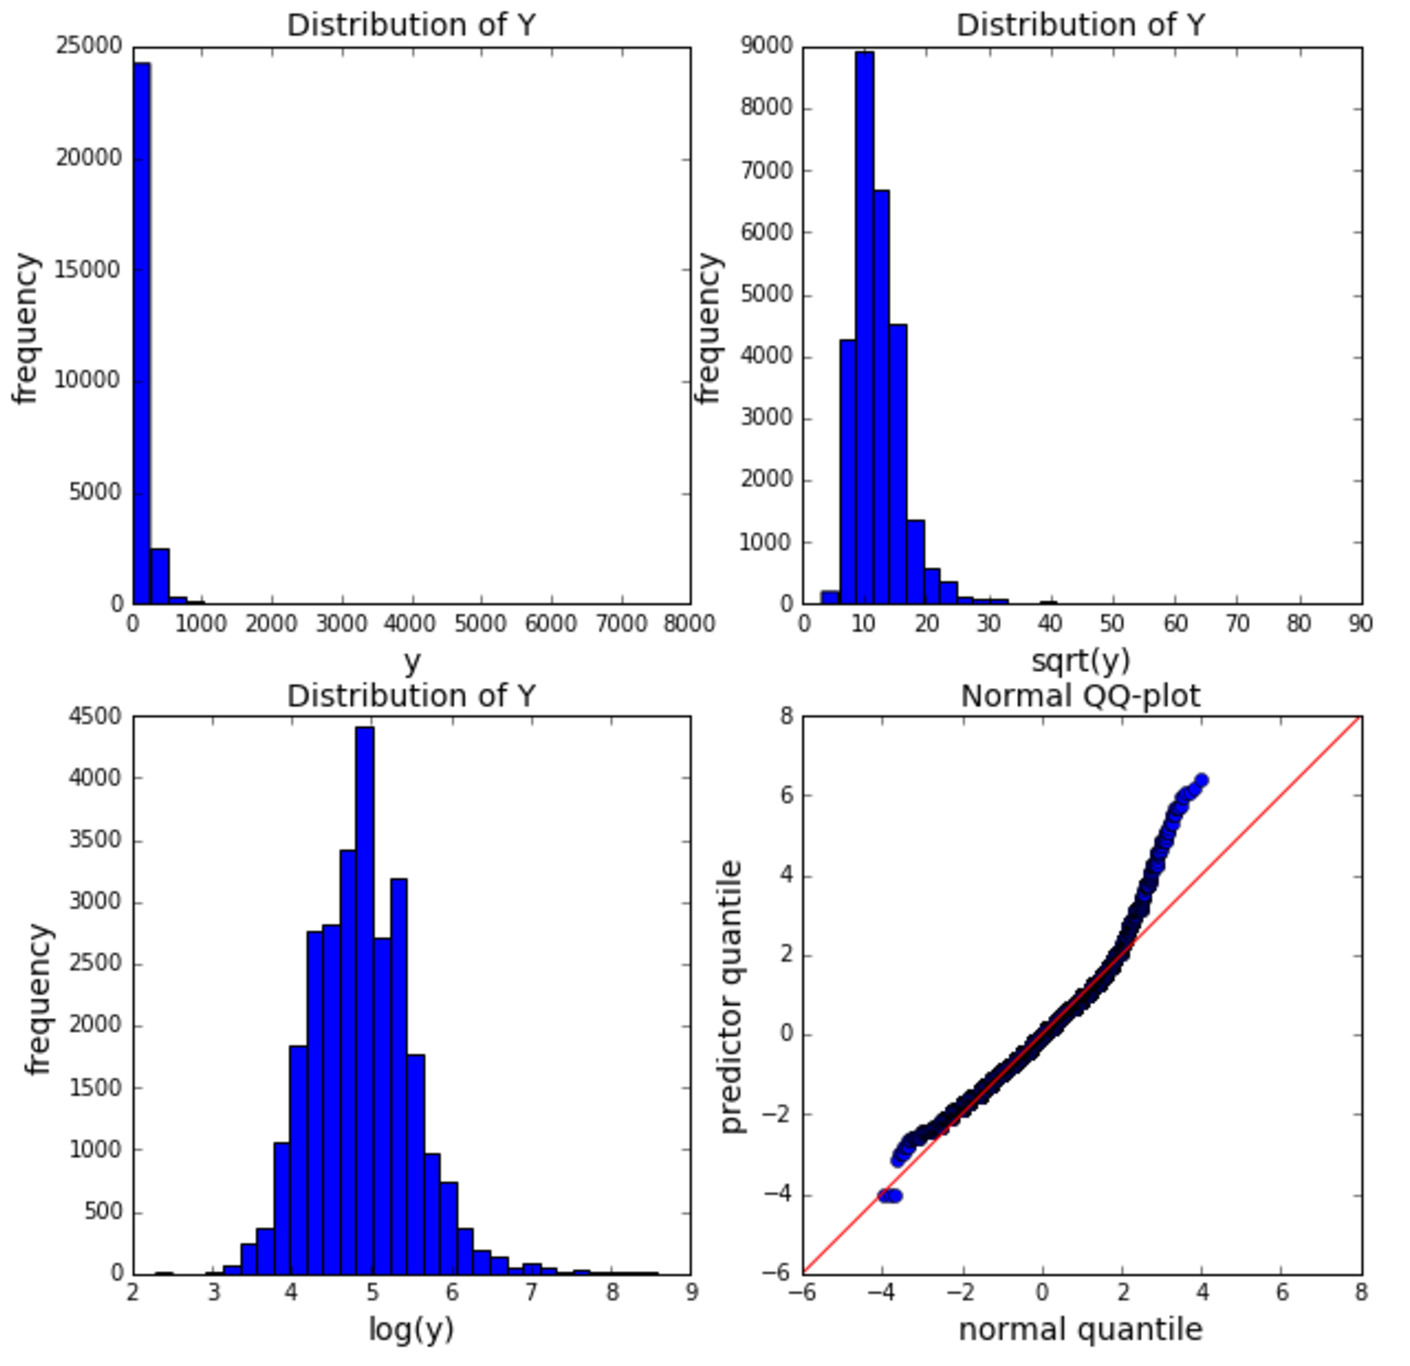 Distribution of Y
25000
20000
15000
10000
5000
0
frequency
0 1000 2000 3000 4000 5000 6000 7000 8000
y
Distribution of Y
9000
8000
7000
6000
5000
4000
3000
2000
1000
0
frequency
0 10 20 30 40 50 60 70 80 90
sqrt(y)
Distribution of Y
4500
4000
3500
3000
2500
2000
1500
1000
500
0
frequency
2 3 4 5 6 7 8 9
log(y)
Normal QQ-plot
8
6
4
2
0
−2
−4
−6
predictor quantile
−6 −4 −2 0 2 4 6 8
normal quantile